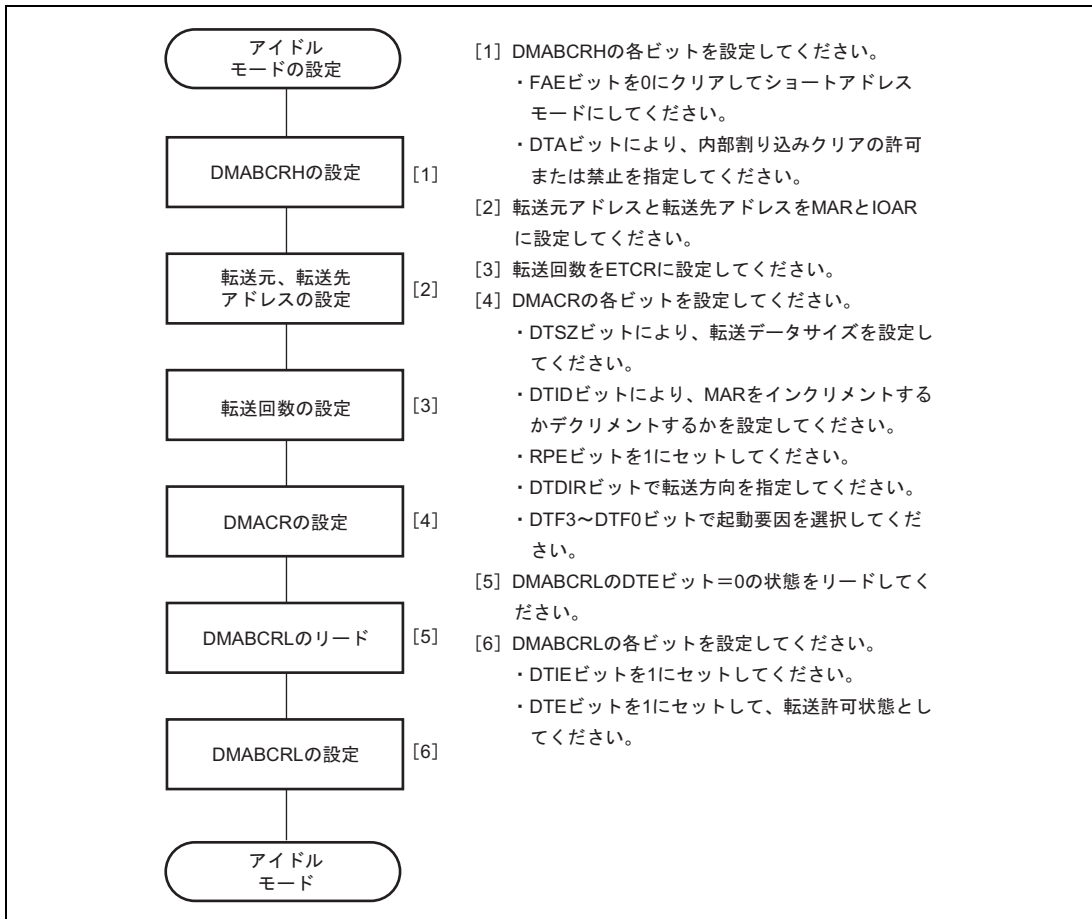 アイドル
モードの設定
DMABCRHの設定 [1]
転送元、転送先
アドレスの設定 [2]
転送回数の設定 [3]
DMACRの設定 [4]
DMABCRLのリード [5]
DMABCRLの設定 [6]
アイドル
モード
[1] DMABCRHの各ビットを設定してください。
・FAEビットを0にクリアしてショートアドレス
モードにしてください。
・DTAビットにより、内部割り込みクリアの許可
または禁止を指定してください。
[2] 転送元アドレスと転送先アドレスをMARとIOAR
に設定してください。
[3] 転送回数をETCRに設定してください。
[4] DMACRの各ビットを設定してください。
・DTSZビットにより、転送データサイズを設定し
てください。
・DTIDビットにより、MARをインクリメントする
かデクリメントするかを設定してください。
・RPEビットを1にセットしてください。
・DTDIRビットで転送方向を指定してください。
・DTF3～DTF0ビットで起動要因を選択してくだ
さい。
[5] DMABCRLのDTEビット＝0の状態をリードしてく
ださい。
[6] DMABCRLの各ビットを設定してください。
・DTIEビットを1にセットしてください。
・DTEビットを1にセットして、転送許可状態とし
てください。